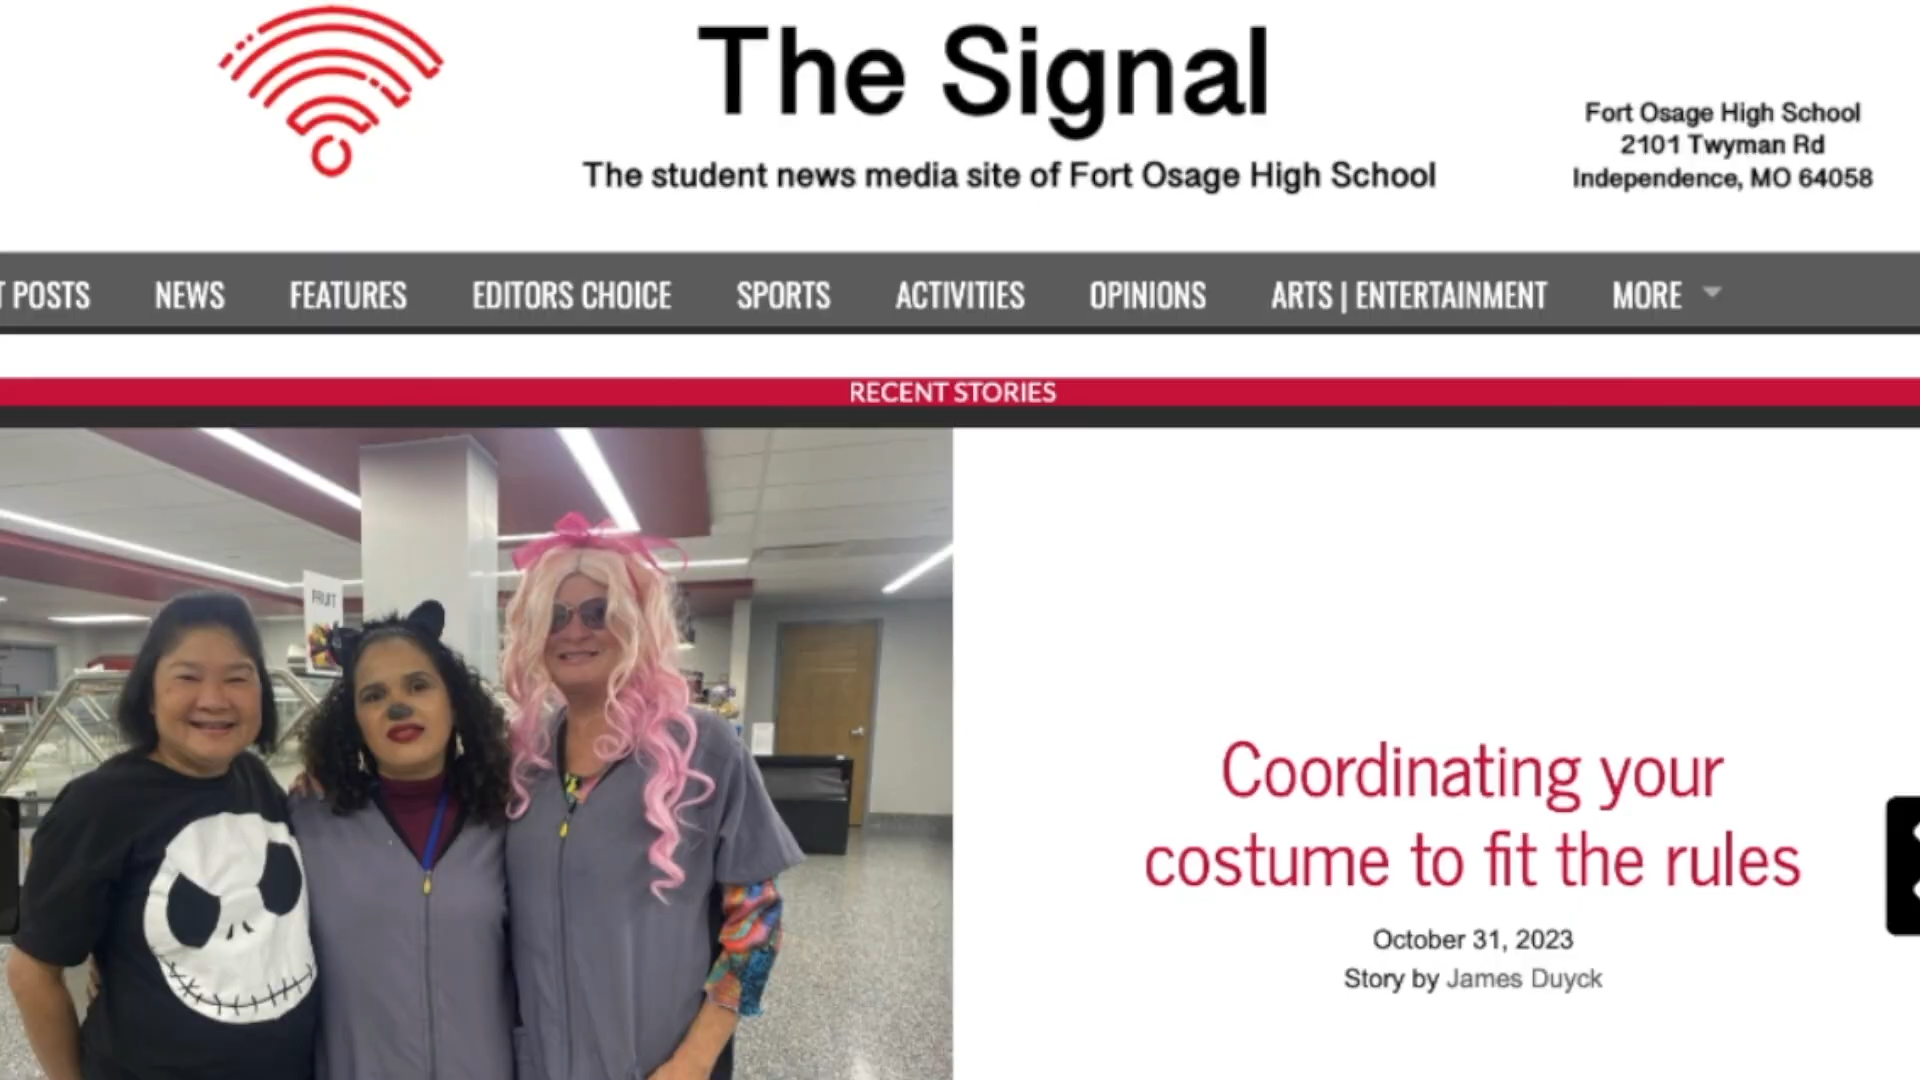 The Signal
The student news media site of Fort Osage High School
Fort Osage High School
2101 Twyman Rd
Independence, MO 64058
T POSTS NEWS FEATURES EDITORS CHOICE SPORTS ACTIVITIES OPINIONS ARTS | ENTERTAINMENT MORE
RECENT STORIES
FRUIT
Coordinating your
costume to fit the rules
October 31, 2023
Story by James Duyck